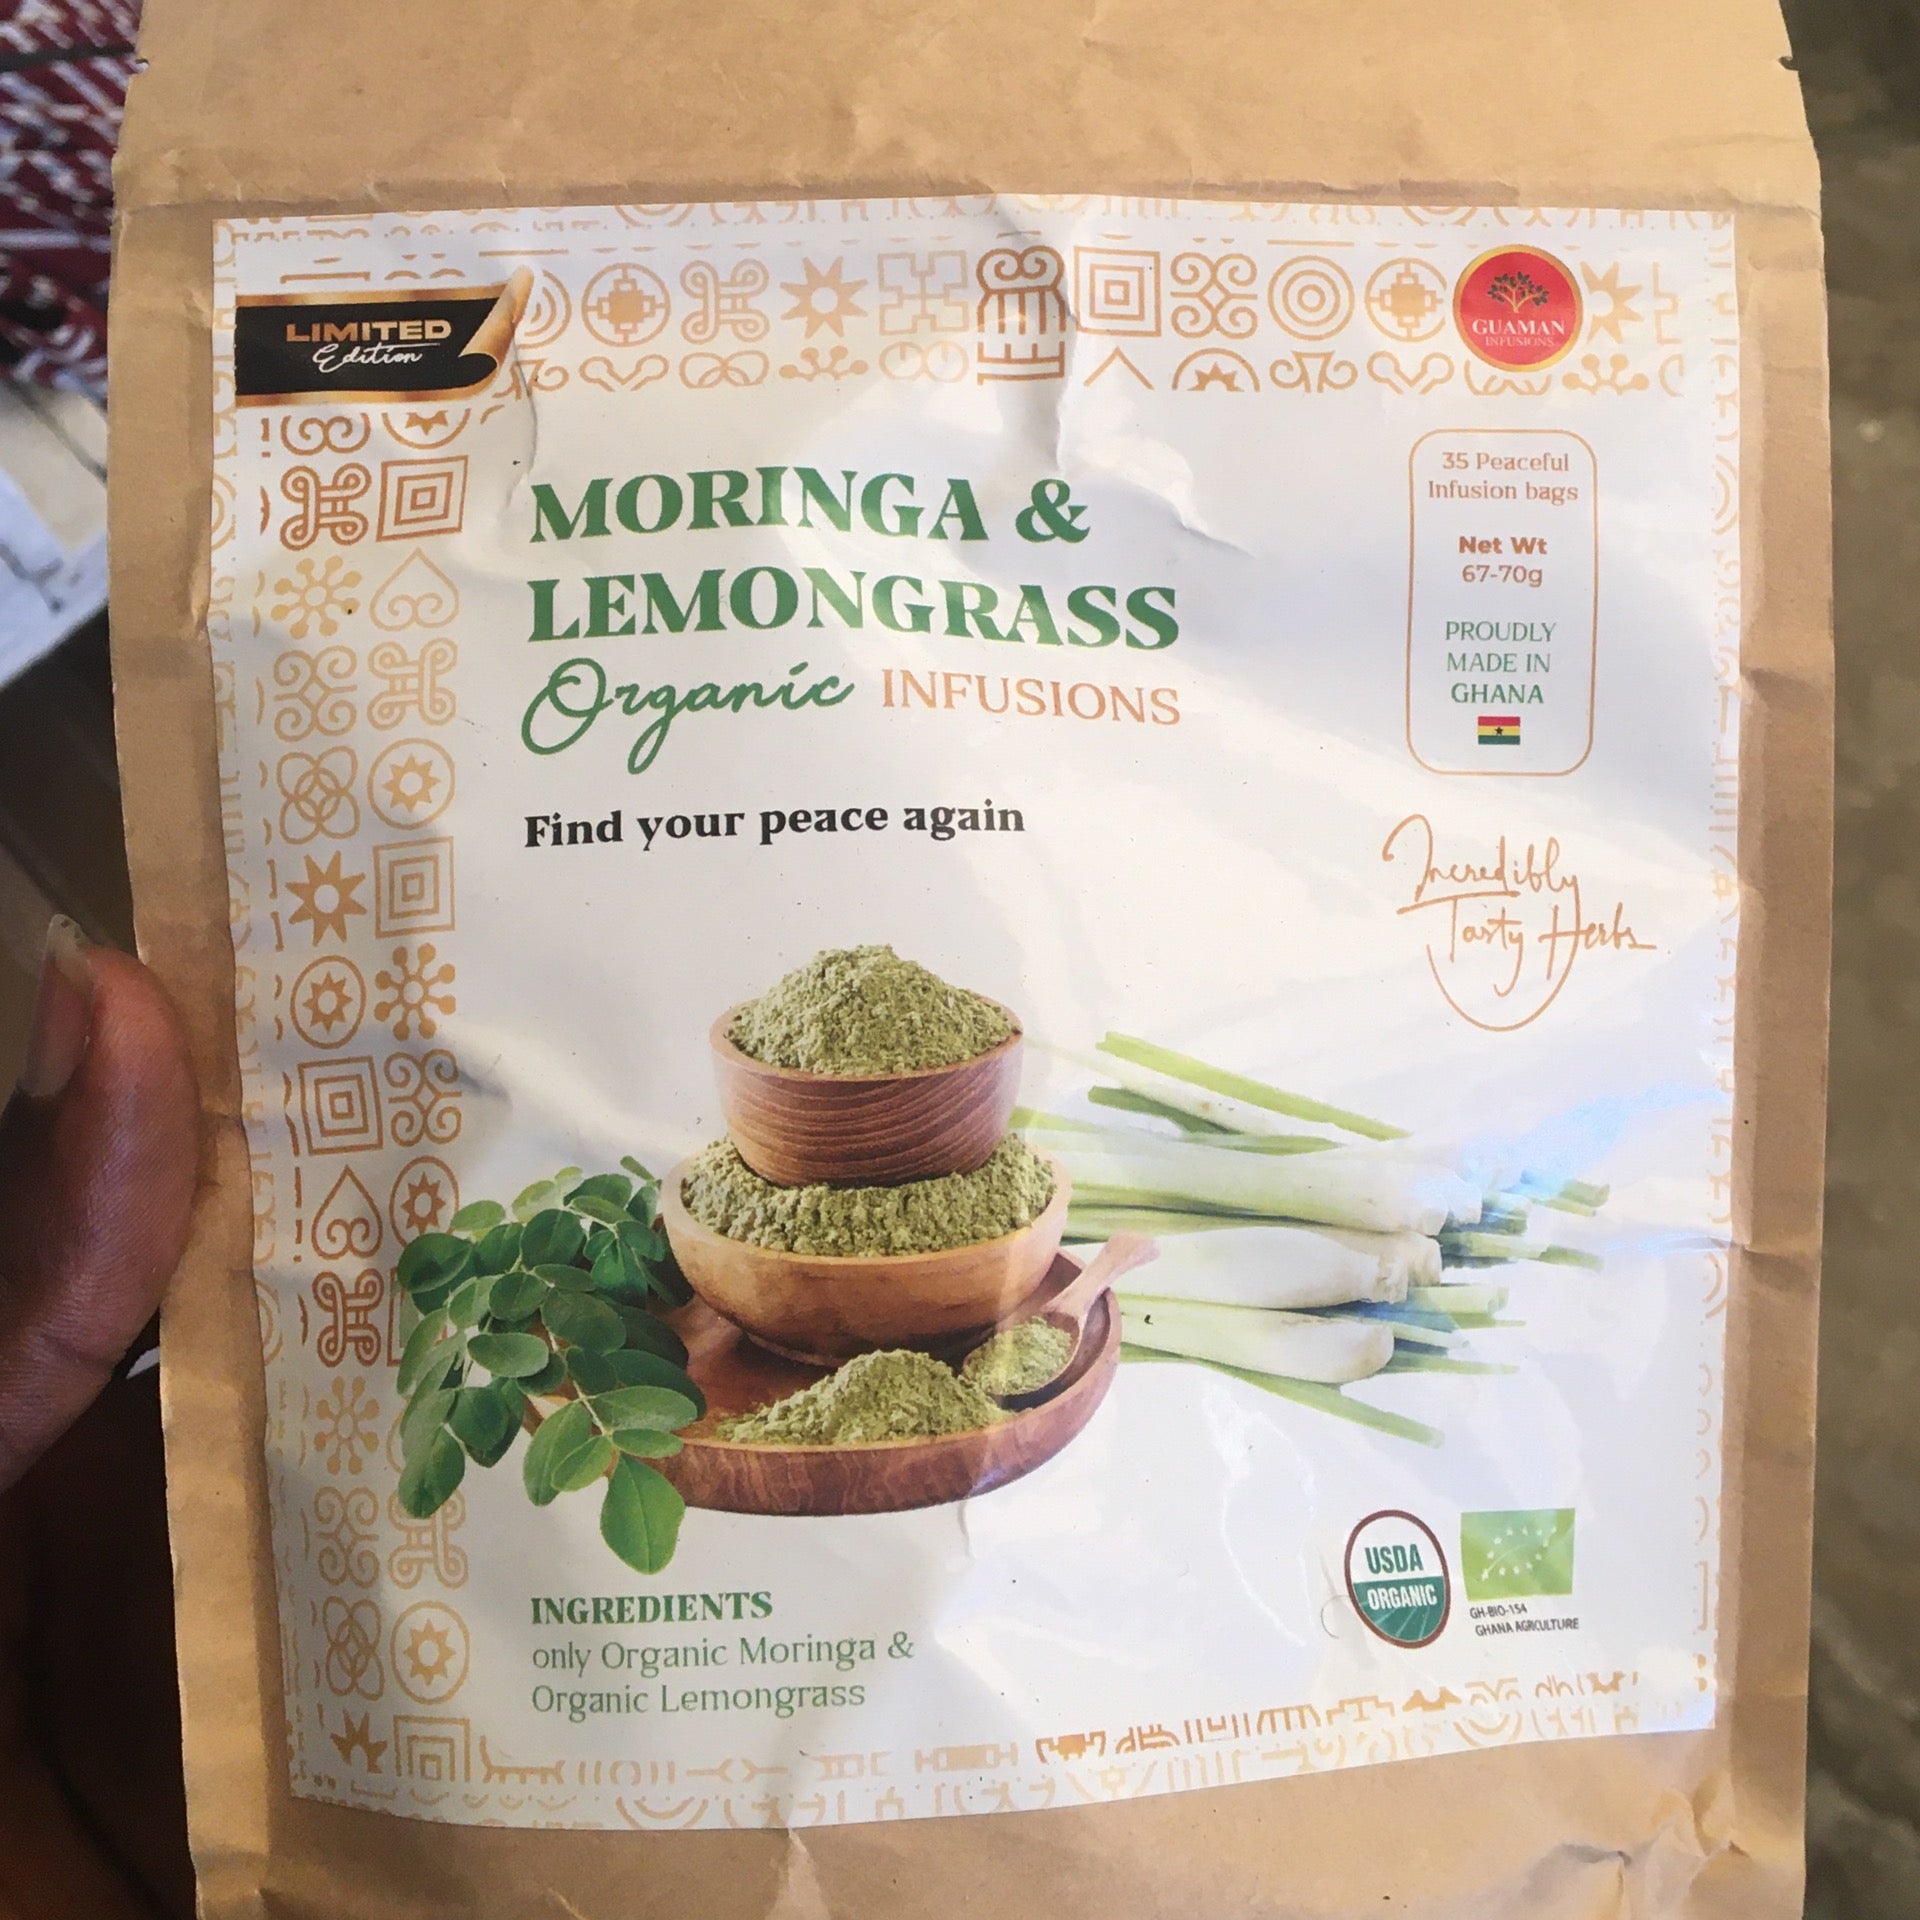 LIMITED
Edition
GUAMAN
INFUSIONS
MORINGA &
LEMONGRASS
Organic INFUSIONS
Find your peace again
35 Peaceful
Infusion bags
Net Wt
67-70g
PROUDLY
MADE IN
GHANA
Incredibly
Tasty Herbs
INGREDIENTS
only Organic Moringa &
Organic Lemongrass
USDA
ORGANIC
GH-BIO-154
GHANA AGRICULTURE